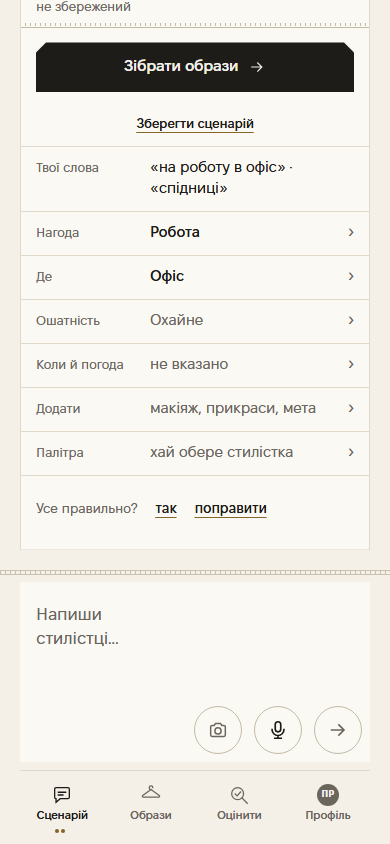 не збережений
Зібрати образи →
Зберегти сценарій
Твої слова «на роботу в офіс» ·
«спідниці»
Нагода Робота
Де Офіс
Ошатність Охайне
Коли й погода не вказано
Додати макіяж, прикраси, мета
Палітра хай обере стилістка
Усе правильно? так поправити
Напиши
стилістці...
ПР
Сценарій Образи Оцінити Профіль